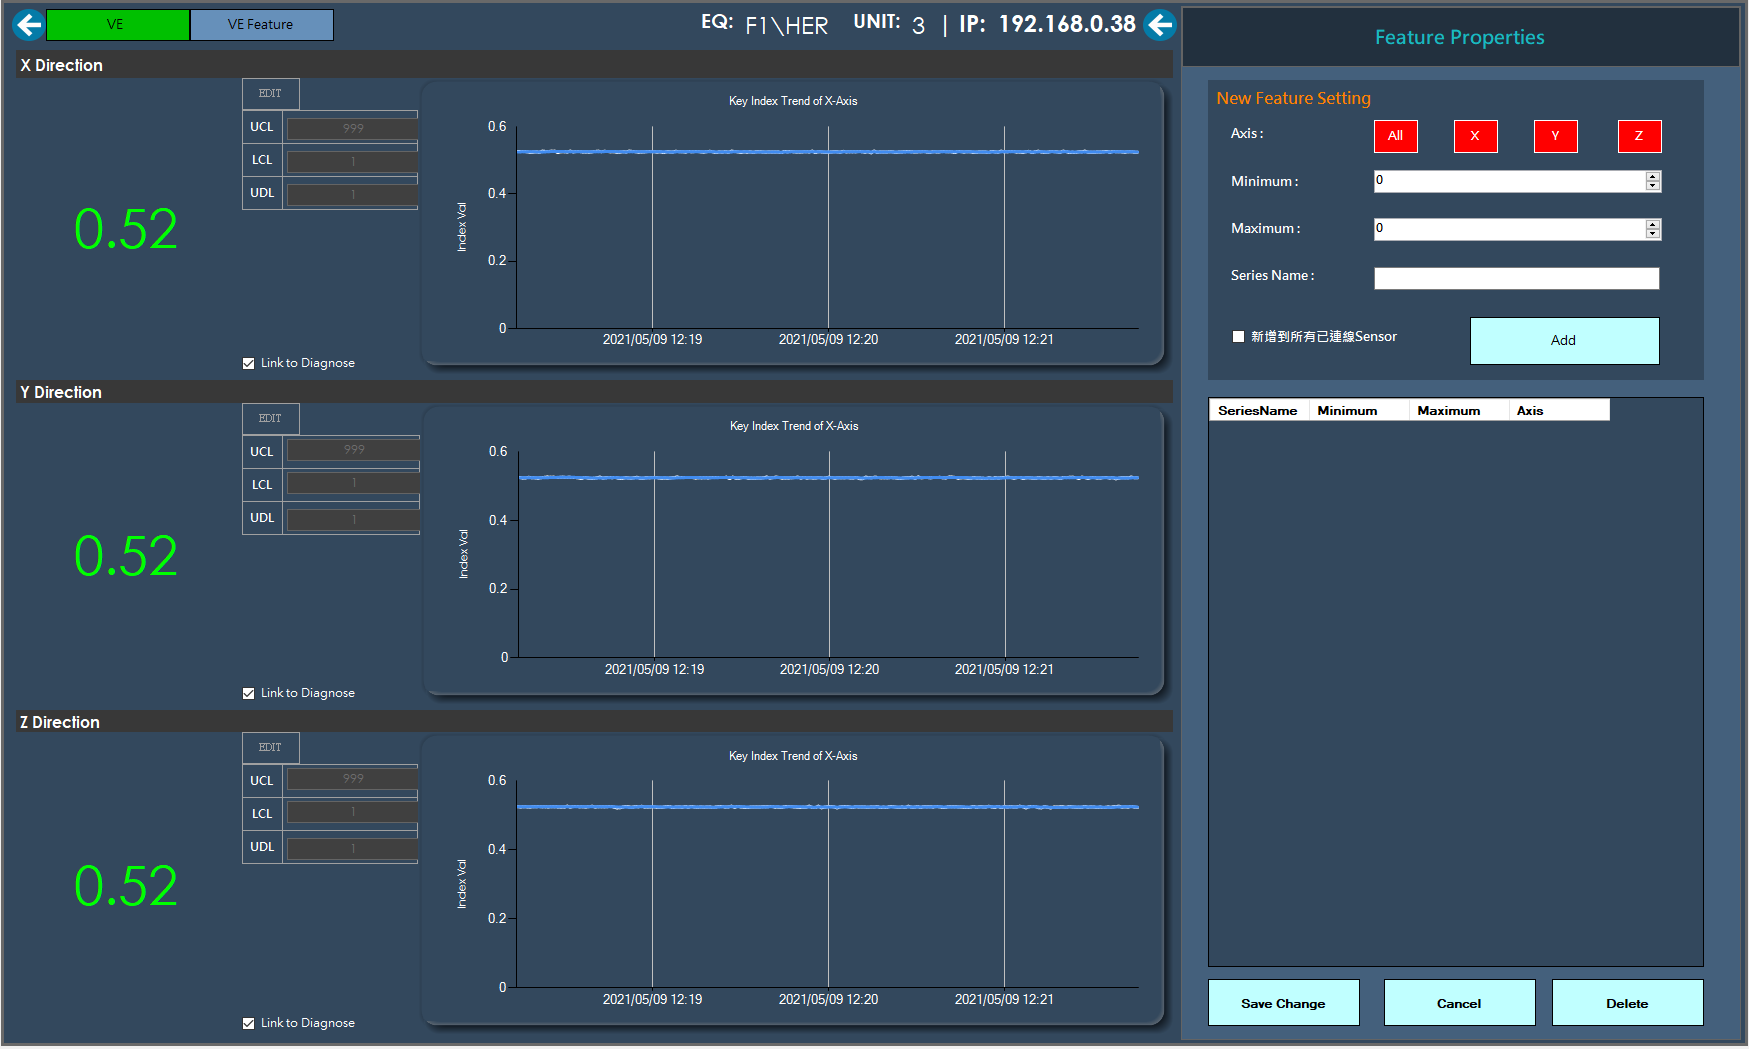 VE
VE Feature
EQ: F1\HER UNIT: 3 | IP: 192.168.0.38
X Direction
EDIT
UCL 999
LCL 1
UDL 1
0.52
Link to Diagnose
Key Index Trend of X-Axis
Index Val
0.6
0.4
0.2
0
2021/05/09 12:19 2021/05/09 12:20 2021/05/09 12:21
Y Direction
EDIT
UCL 999
LCL 1
UDL 1
0.52
Link to Diagnose
Key Index Trend of X-Axis
Index Val
0.6
0.4
0.2
0
2021/05/09 12:19 2021/05/09 12:20 2021/05/09 12:21
Z Direction
EDIT
UCL 999
LCL 1
UDL 1
0.52
Link to Diagnose
Key Index Trend of X-Axis
Index Val
0.6
0.4
0.2
0
2021/05/09 12:19 2021/05/09 12:20 2021/05/09 12:21
Feature Properties
New Feature Setting
Axis : All X Y Z
Minimum : 0
Maximum : 0
Series Name :
新增到所有已連線Sensor
Add
SeriesName Minimum Maximum Axis
Save Change Cancel Delete